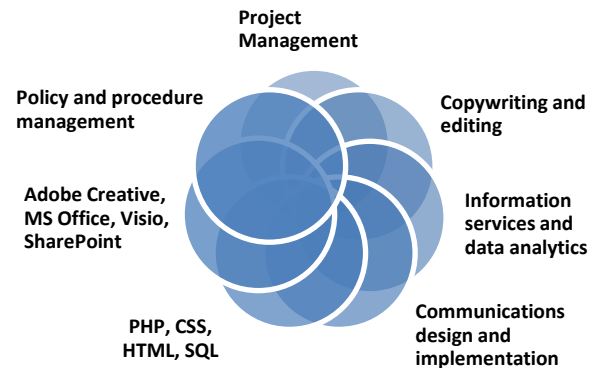 Project
Management
Copywriting and
editing
Information
services and
data analytics
Communications
design and
implementation
PHP, CSS,
HTML, SQL
Adobe Creative,
MS Office, Visio,
SharePoint
Policy and procedure
management